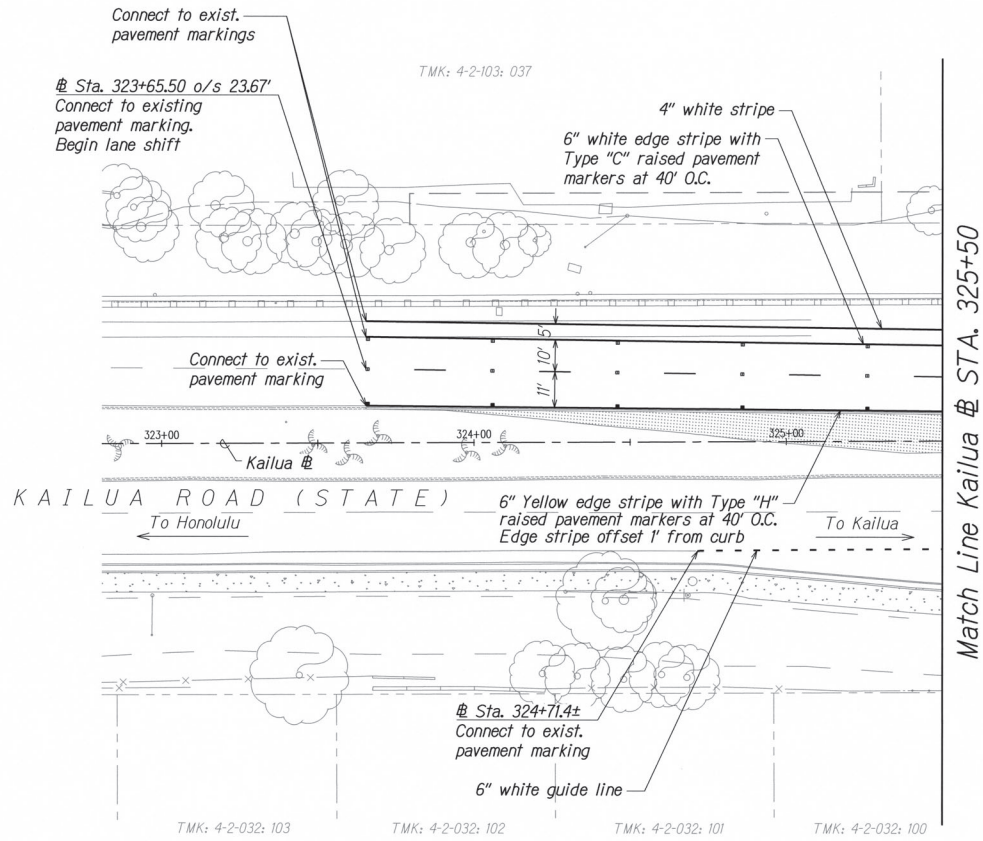 Connect to exist.
pavement markings
TMK: 4-2-103: 037
℄ Sta. 323+65.50 o/s 23.67'
Connect to existing
pavement marking.
Begin lane shift
4" white stripe
6" white edge stripe with
Type "C" raised pavement
markers at 40' O.C.
5'
10'
11'
Connect to exist.
pavement marking
323+00
324+00
325+00
Kailua ℄
KAILUA ROAD (STATE)
To Honolulu
6" Yellow edge stripe with Type "H"
raised pavement markers at 40' O.C.
Edge stripe offset 1' from curb
To Kailua
℄ Sta. 324+71.4±
Connect to exist.
pavement marking
6" white guide line
TMK: 4-2-032: 103
TMK: 4-2-032: 102
TMK: 4-2-032: 101
TMK: 4-2-032: 100
Match Line Kailua ℄ STA. 325+50